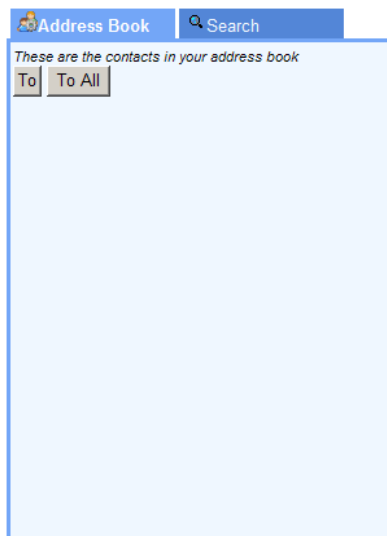 Address Book Search
These are the contacts in your address book
To To All